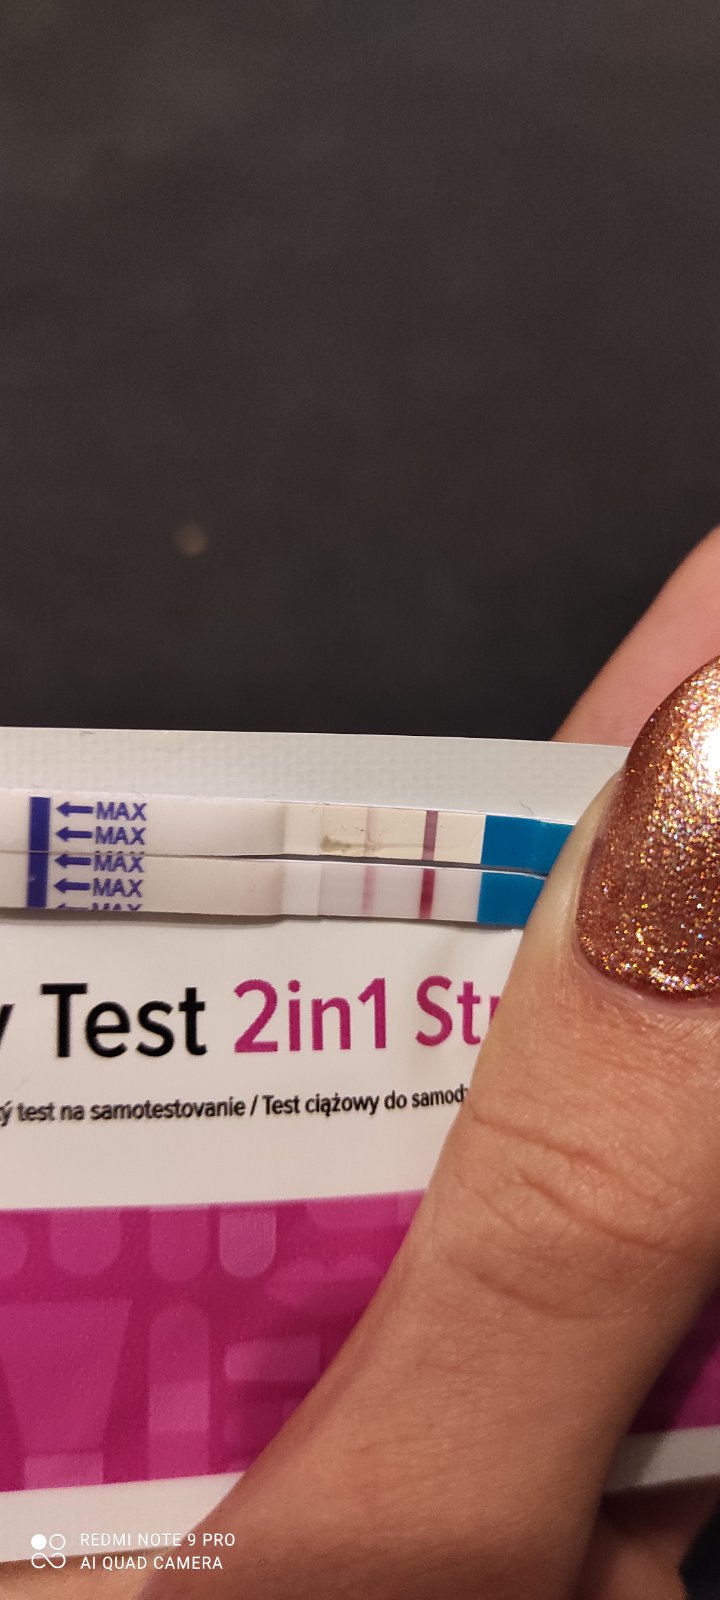 MAX
MAX
MAX
MAX
MAX
Test 2in1
test na samotestovanie / Test ciążowy do
REDMI NOTE 9 PRO
AI QUAD CAMERA